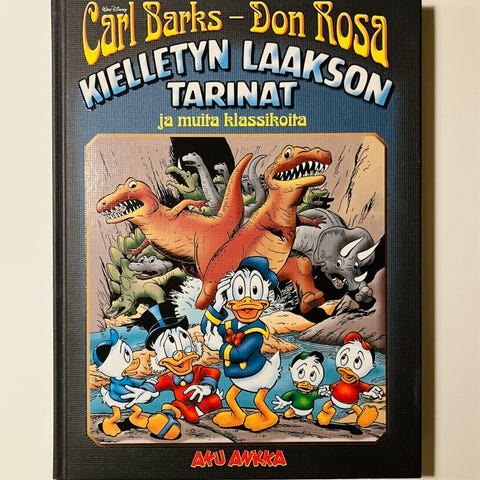 Walt Disney
Carl Barks – Don Rosa
KIELLETYN LAAKSON
TARINAT
ja muita klassikoita
AKU ANKKA